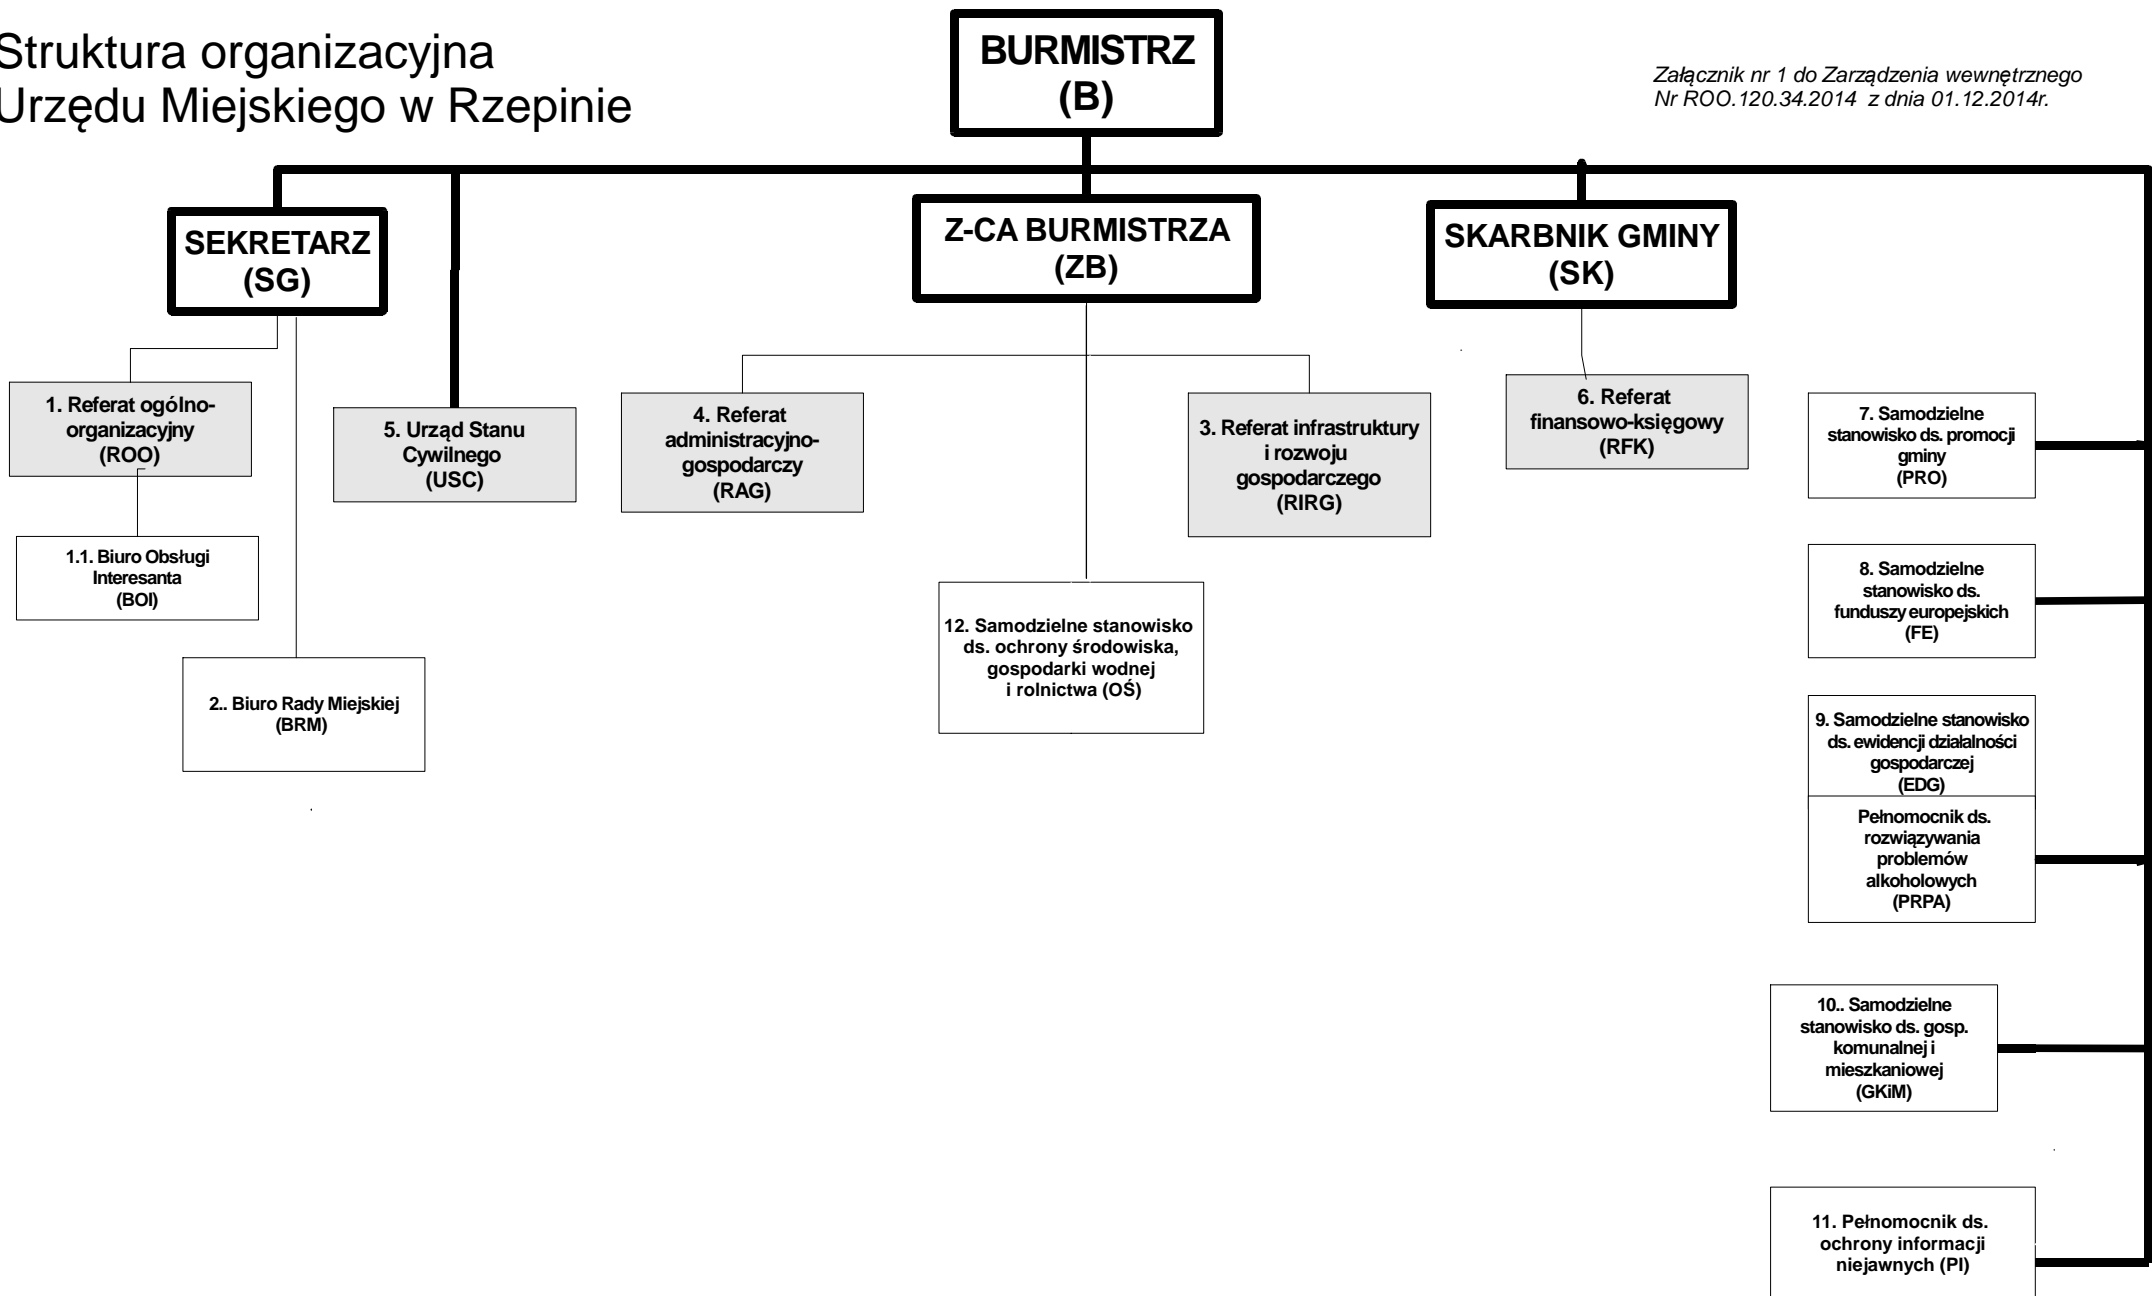 Struktura organizacyjna
Urzędu Miejskiego w Rzepinie
BURMISTRZ
(B)
Załącznik nr 1 do Zarządzenia wewnętrznego
Nr ROO.120.34.2014 z dnia 01.12.2014r.
SEKRETARZ
(SG)
Z-CA BURMISTRZA
(ZB)
SKARBNIK GMINY
(SK)
1. Referat ogólno-
organizacyjny
(ROO)
5. Urząd Stanu
Cywilnego
(USC)
4. Referat
administracyjno-
gospodarczy
(RAG)
3. Referat infrastruktury
i rozwoju
gospodarczego
(RIRG)
6. Referat
finansowo-księgowy
(RFK)
7. Samodzielne
stanowisko ds. promocji
gminy
(PRO)
1.1. Biuro Obsługi
Interesanta
(BOI)
8. Samodzielne
stanowisko ds.
funduszy europejskich
(FE)
12. Samodzielne stanowisko
ds. ochrony środowiska,
gospodarki wodnej
i rolnictwa (OŚ)
2.. Biuro Rady Miejskiej
(BRM)
9. Samodzielne stanowisko
ds. ewidencji działalności
gospodarczej
(EDG)
Pełnomocnik ds.
rozwiązywania
problemów
alkoholowych
(PRPA)
10.. Samodzielne
stanowisko ds. gosp.
komunalnej i
mieszkaniowej
(GKiM)
11. Pełnomocnik ds.
ochrony informacji
niejawnych (PI)